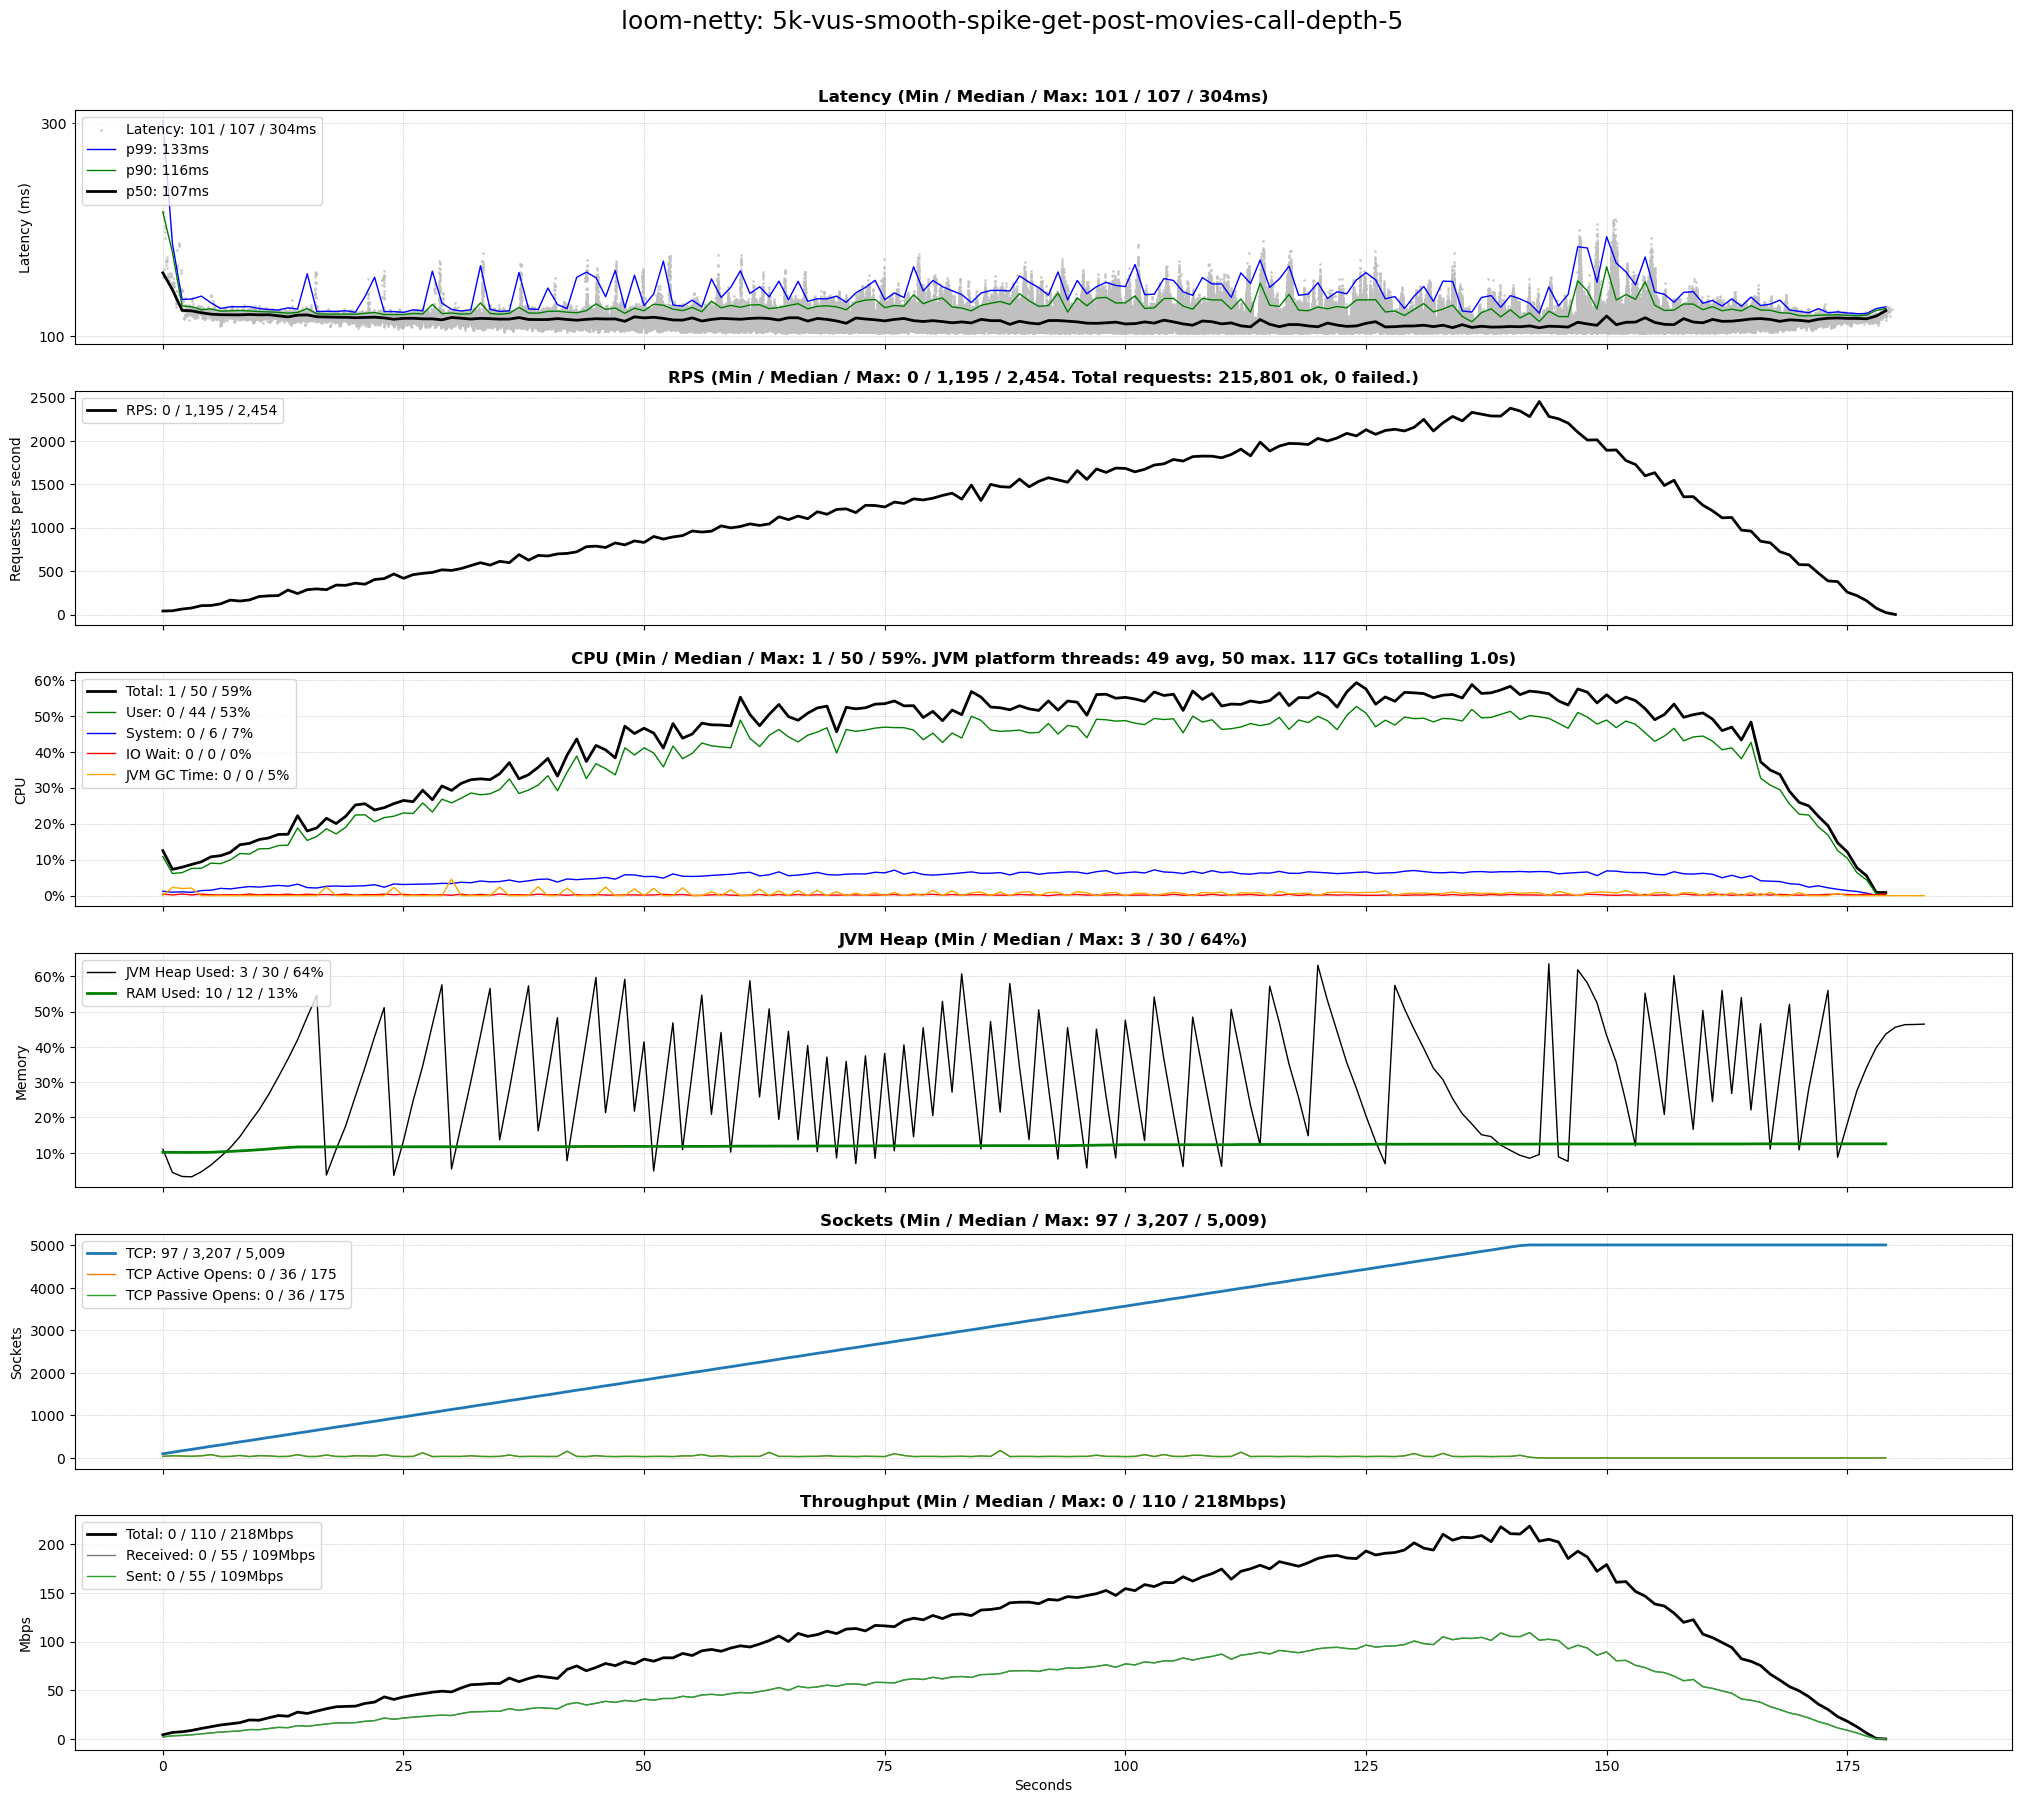 loom-netty: 5k-vus-smooth-spike-get-post-movies-call-depth-5
Latency (Min / Median / Max: 101 / 107 / 304ms)
Latency: 101 / 107 / 304ms
p99: 133ms
p90: 116ms
p50: 107ms
300
100
Latency (ms)
RPS (Min / Median / Max: 0 / 1,195 / 2,454. Total requests: 215,801 ok, 0 failed.)
RPS: 0 / 1,195 / 2,454
2500
2000
1500
1000
500
0
Requests per second
CPU (Min / Median / Max: 1 / 50 / 59%. JVM platform threads: 49 avg, 50 max. 117 GCs totalling 1.0s)
Total: 1 / 50 / 59%
User: 0 / 44 / 53%
System: 0 / 6 / 7%
IO Wait: 0 / 0 / 0%
JVM GC Time: 0 / 0 / 5%
60%
50%
40%
30%
20%
10%
0%
CPU
JVM Heap (Min / Median / Max: 3 / 30 / 64%)
JVM Heap Used: 3 / 30 / 64%
RAM Used: 10 / 12 / 13%
60%
50%
40%
30%
20%
10%
Memory
Sockets (Min / Median / Max: 97 / 3,207 / 5,009)
TCP: 97 / 3,207 / 5,009
TCP Active Opens: 0 / 36 / 175
TCP Passive Opens: 0 / 36 / 175
5000
4000
3000
2000
1000
0
Sockets
Throughput (Min / Median / Max: 0 / 110 / 218Mbps)
Total: 0 / 110 / 218Mbps
Received: 0 / 55 / 109Mbps
Sent: 0 / 55 / 109Mbps
200
150
100
50
0
Mbps
0 25 50 75 100 125 150 175
Seconds